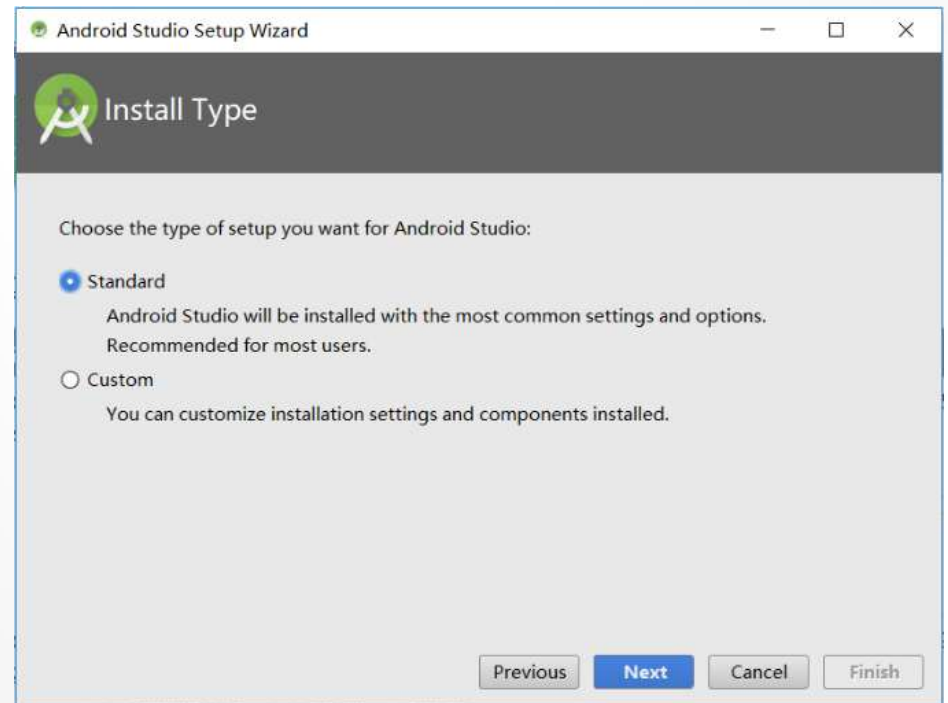 Android Studio Setup Wizard
Install Type
Choose the type of setup you want for Android Studio:
Standard
Android Studio will be installed with the most common settings and options.
Recommended for most users.
Custom
You can customize installation settings and components installed.
Previous
Next
Cancel
Finish